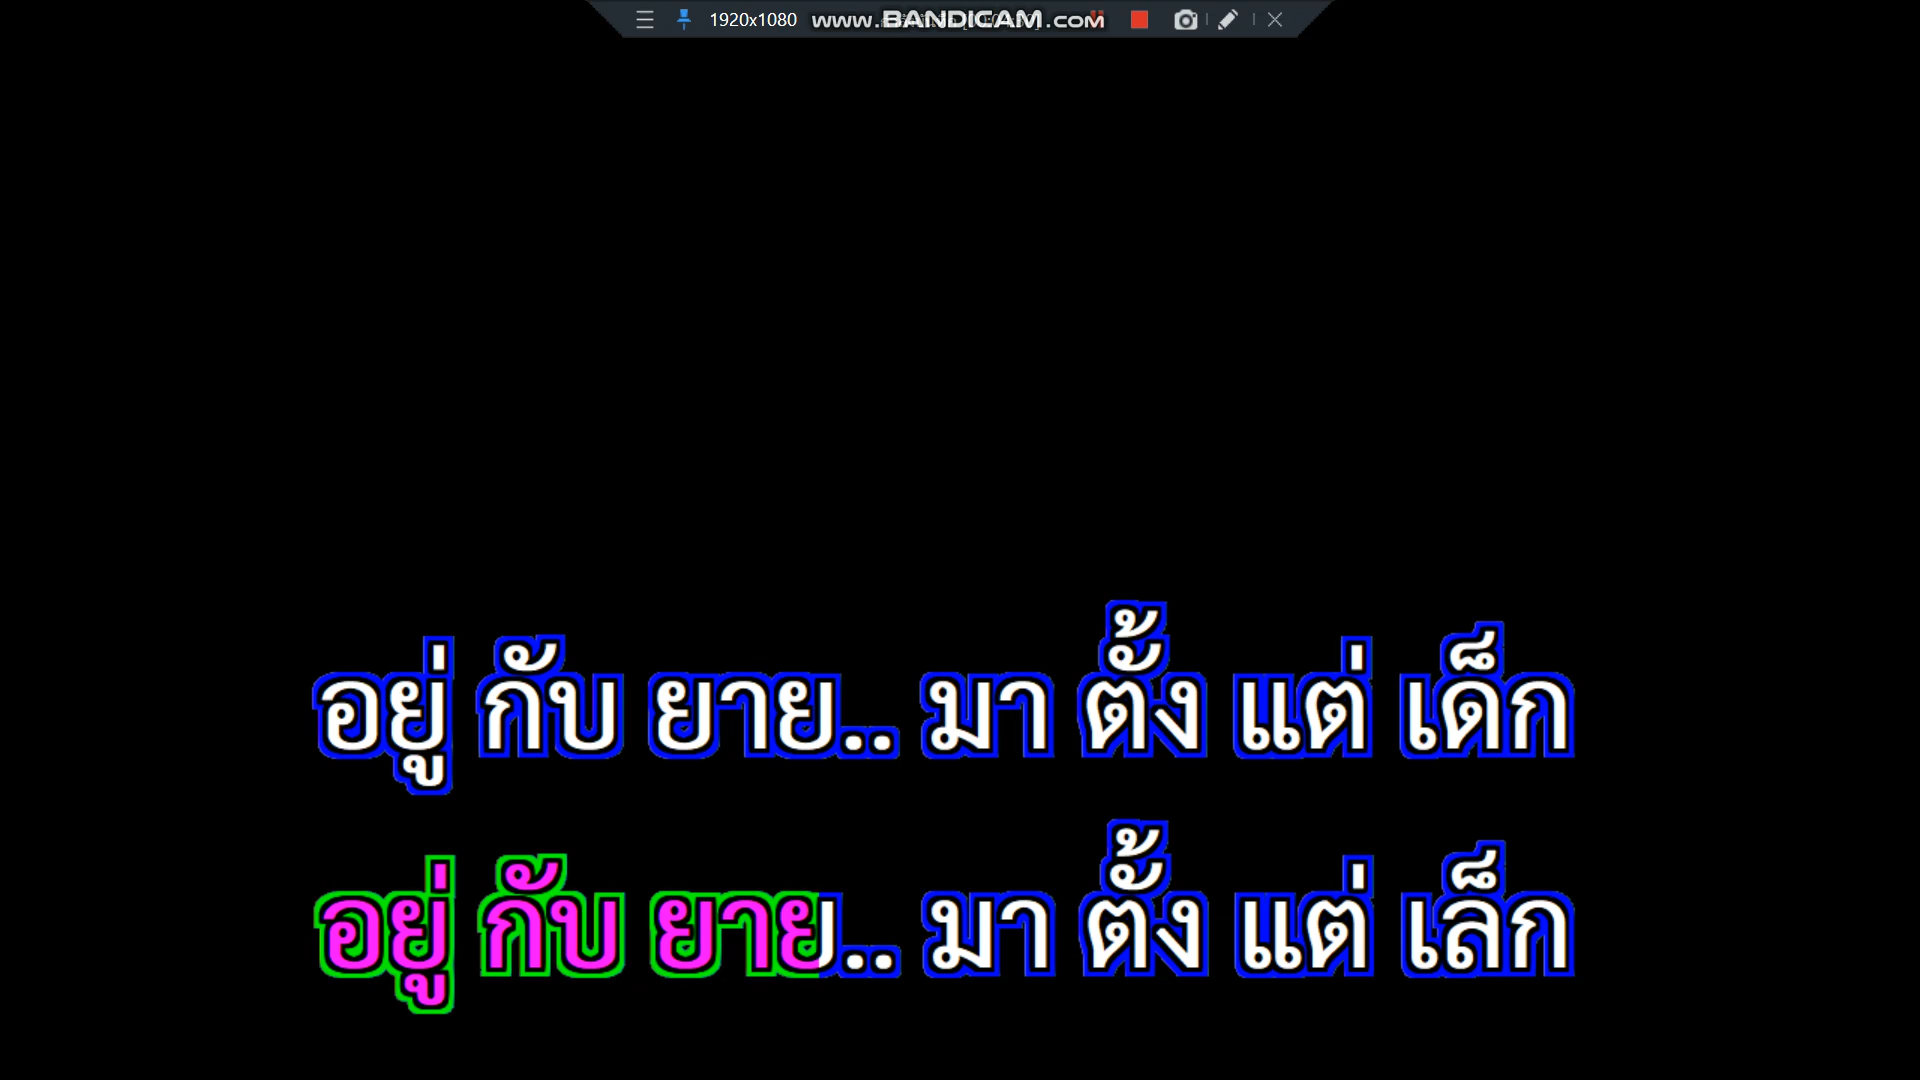 1920x1080 www.BANDICAM.com
อยู่ กับ ยาย.. มา ตั้ง แต่ เด็ก
อยู่ กับ ยาย.. มา ตั้ง แต่ เล็ก